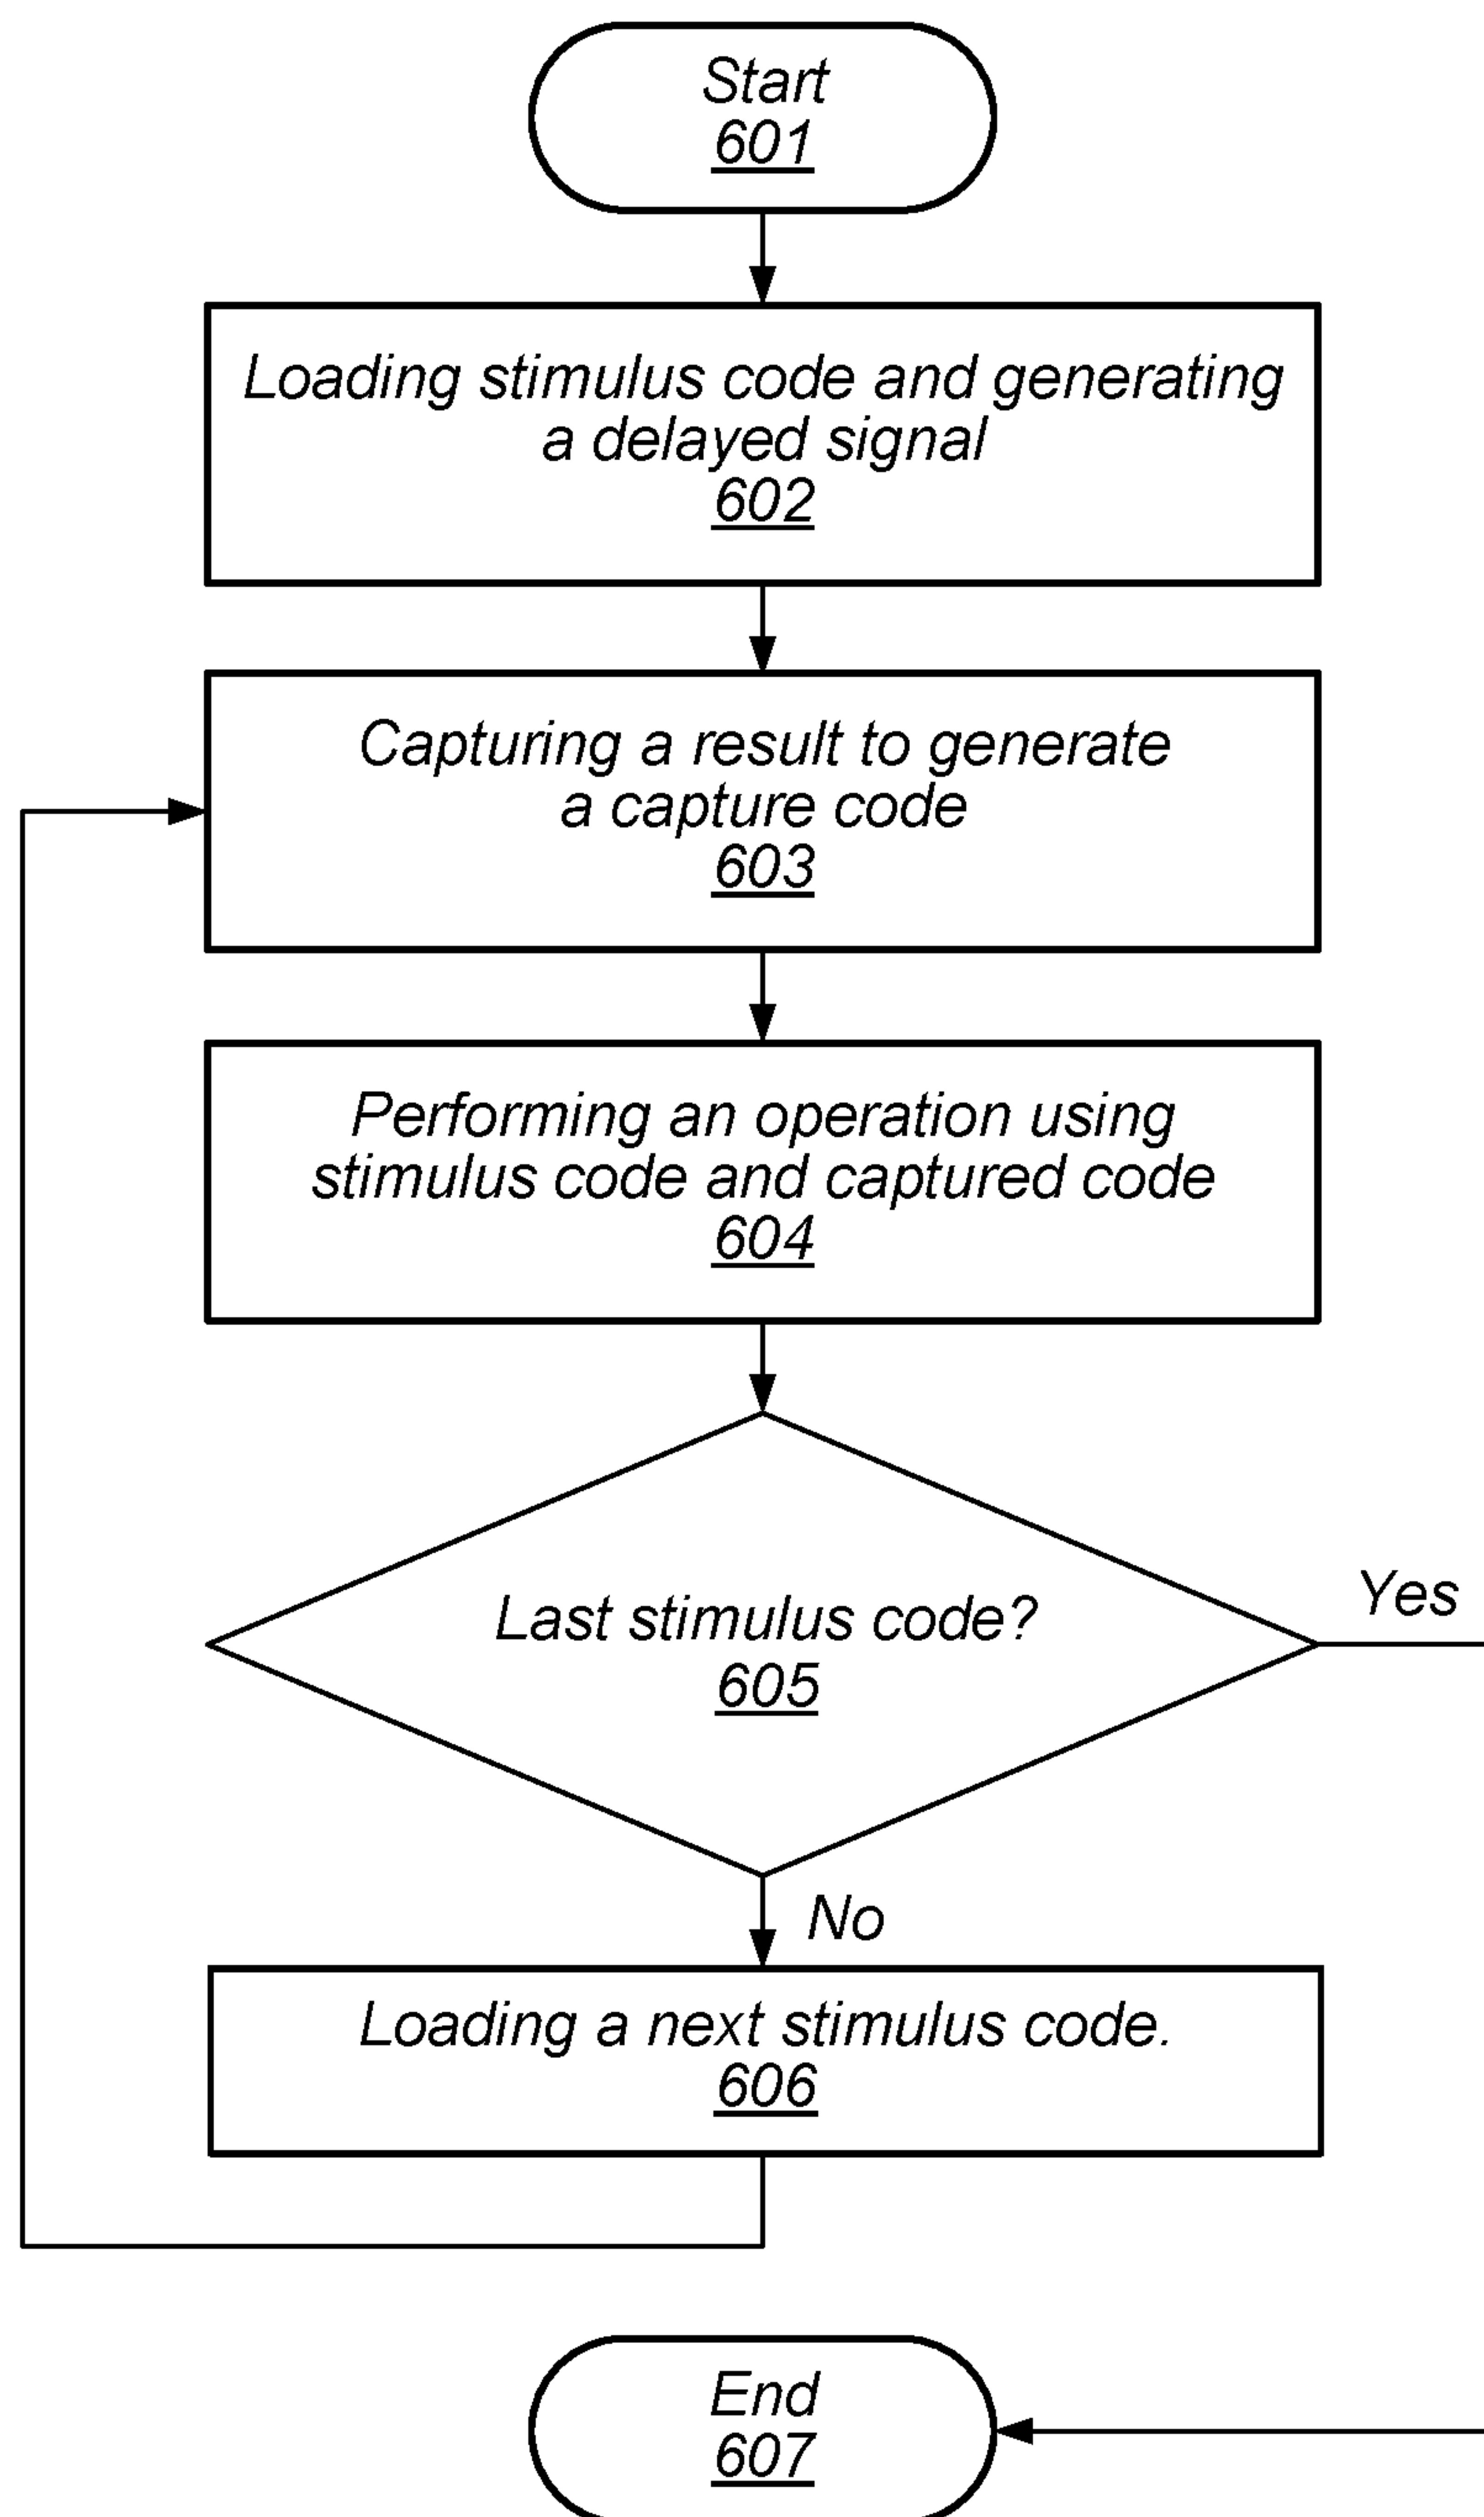 Start
601
Loading stimulus code and generating
a delayed signal
602
Capturing a result to generate
a capture code
603
Performing an operation using
stimulus code and captured code
604
Last stimulus code?
605
Yes
No
Loading a next stimulus code.
606
End
607